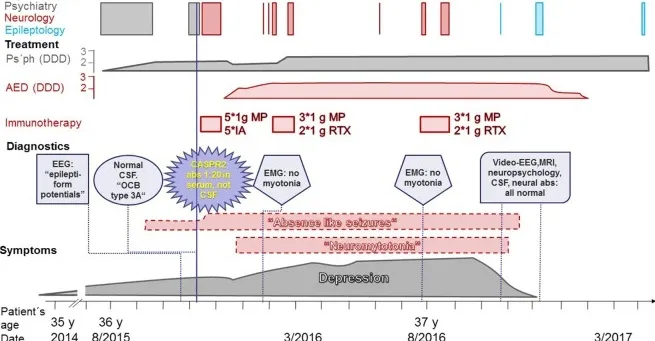 Psychiatry
Neurology
Epileptology
Treatment
Ps´ph (DDD)
3
2
AED (DDD)
3
2
Immunotherapy
5*1g MP
5*IA
3*1 g MP
2*1 g RTX
3*1 g MP
2*1 g RTX
Diagnostics
EEG:
"epilepti-
form
potentials"
Normal
CSF.
"OCB
type 3A"
CASPR2
abs 1:20 in
serum, not
CSF
EMG: no
myotonia
EMG: no
myotonia
Video-EEG,MRI,
neuropsychology,
CSF, neural abs:
all normal
"Absence like seizures"
"Neuromytotonia"
Symptoms
Depression
Patient´s
age
35 y
36 y
37 y
Date
2014
8/2015
3/2016
8/2016
3/2017